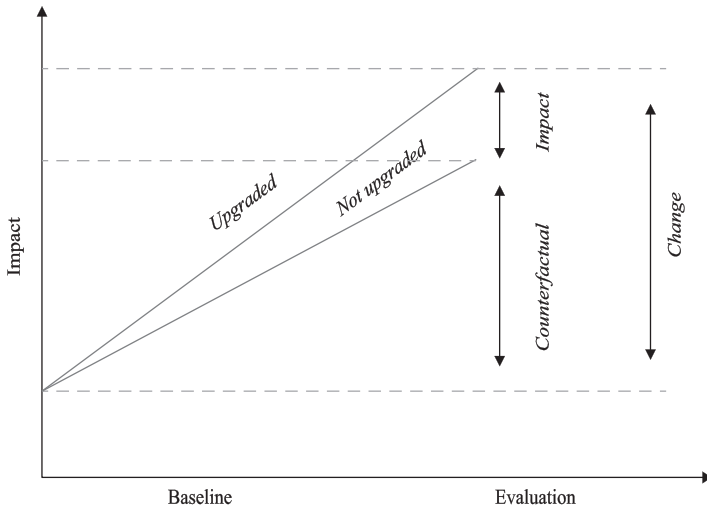 Impact
Upgraded
Not upgraded
Impact
Counterfactual
Change
Baseline
Evaluation